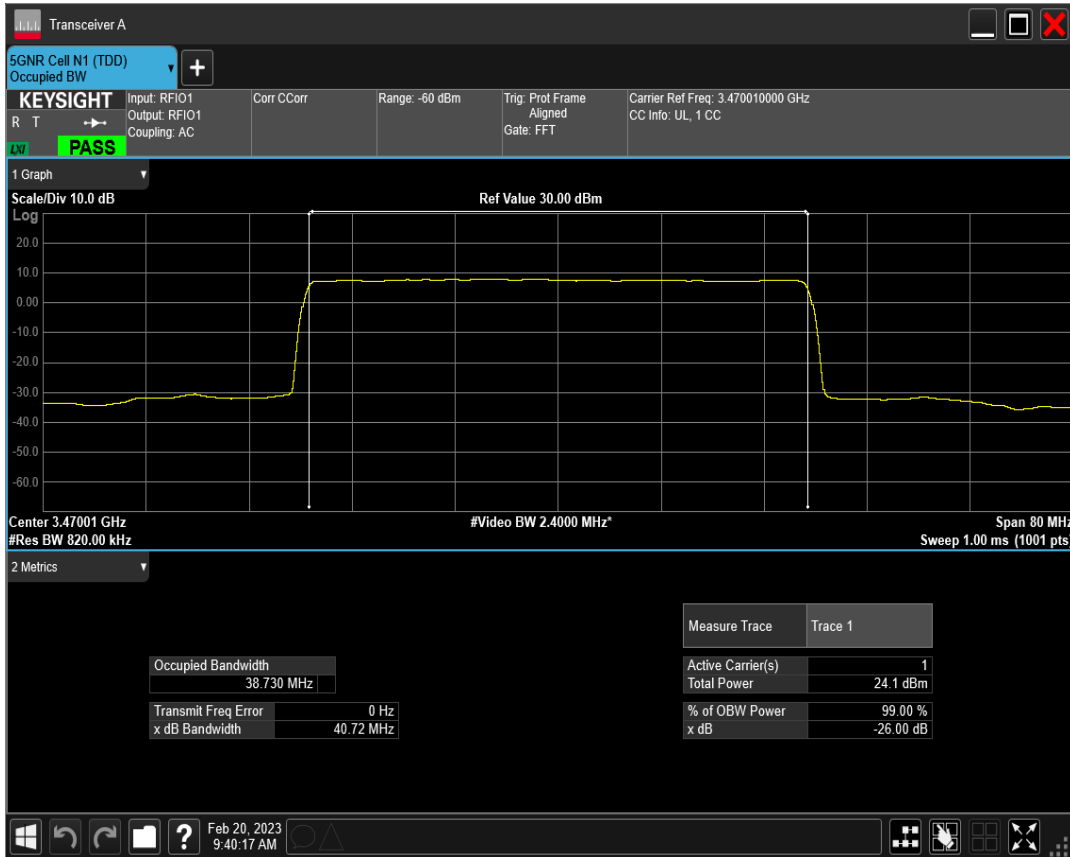 Transceiver A
5GNR Cell N1 (TDD)
Occupied BW
+
KEYSIGHT
R T
LXI
PASS
Input: RFIO1
Output: RFIO1
Coupling: AC
Corr CCorr
Range: -60 dBm
Trig: Prot Frame
Aligned
Gate: FFT
Carrier Ref Freq: 3.470010000 GHz
CC Info: UL, 1 CC
1 Graph
Scale/Div 10.0 dB
Ref Value 30.00 dBm
Log
20.0
10.0
0.00
-10.0
-20.0
-30.0
-40.0
-50.0
-60.0
Center 3.47001 GHz
#Video BW 2.4000 MHz*
Span 80 MHz
#Res BW 820.00 kHz
Sweep 1.00 ms (1001 pts)
2 Metrics
Measure Trace Trace 1
Occupied Bandwidth
38.730 MHz
Active Carrier(s) 1
Total Power 24.1 dBm
Transmit Freq Error 0 Hz
x dB Bandwidth 40.72 MHz
% of OBW Power 99.00 %
x dB -26.00 dB
?
Feb 20, 2023
9:40:17 AM